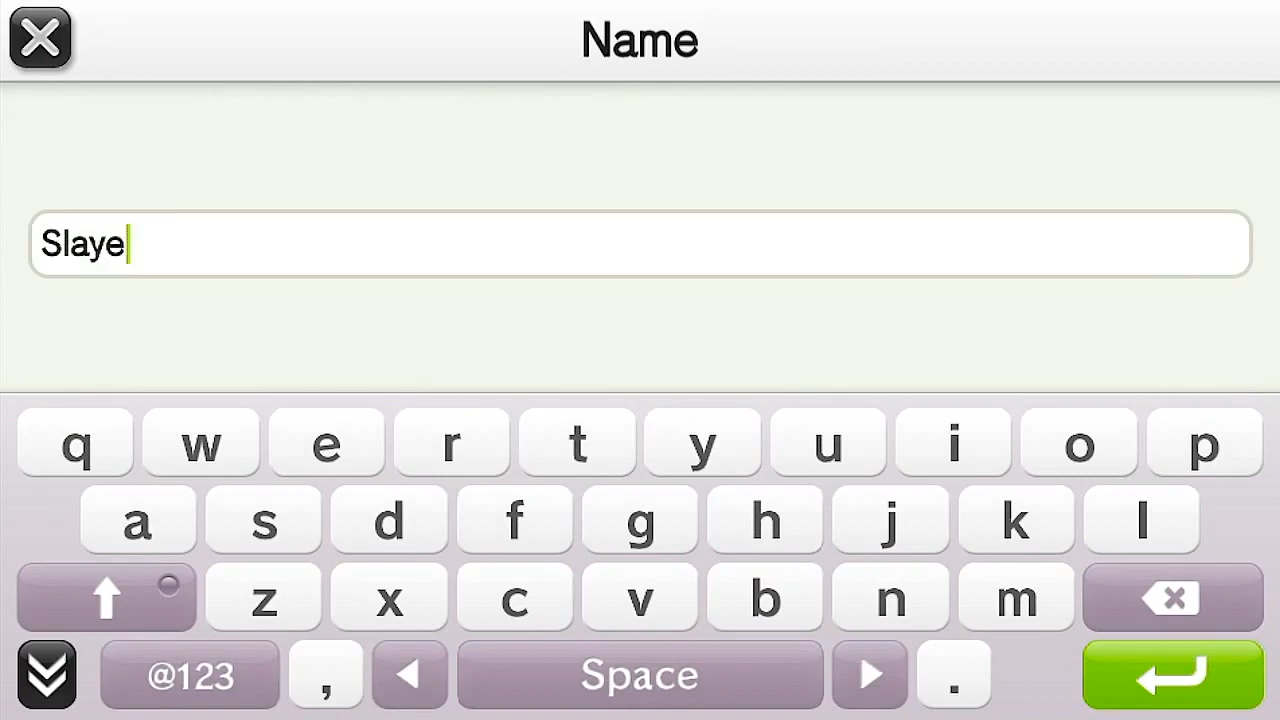 Name
Slaye
q w e r t y u i o p
a s d f g h j k l
z x c v b n m
@123 , Space .